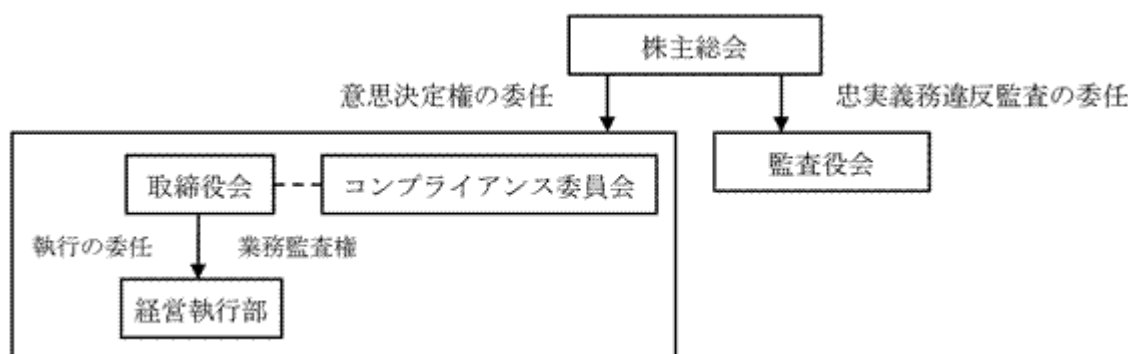 株主総会
意思決定権の委任
忠実義務違反監査の委任
監査役会
取締役会
コンプライアンス委員会
執行の委任
業務監査権
経営執行部